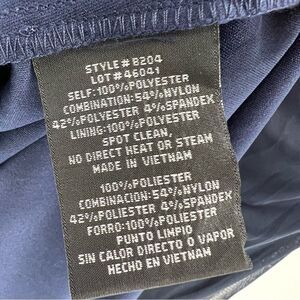 STYLE#8204
LOT#46041
SELF:100%POLYESTER
COMBINATION:54%NYLON
42%POLYESTER 4%SPANDEX
LINING:100%POLYESTER
SPOT CLEAN,
NO DIRECT HEAT OR STEAM
MADE IN VIETNAM
100%POLIESTER
COMBINACION:54%NYLON
42%POLIESTER 4%SPANDEX
FORRO:100%POLIESTER
PUNTO LIMPIO
SIN CALOR DIRECTO O VAPOR
HECHO EN VIETNAM